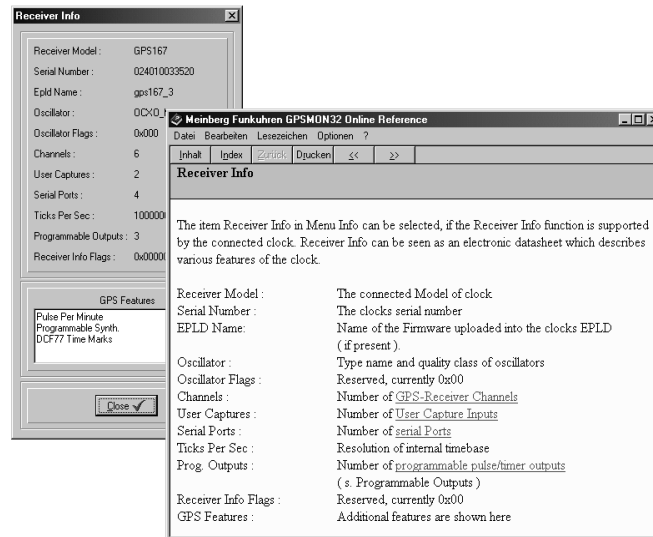 Receiver Info
Receiver Model : GPS167
Serial Number : 024010033520
Epld Name : gps167_3
Oscillator :
Oscillator Flags : 0x000
Channels : 6
User Captures : 2
Serial Ports : 4
Ticks Per Sec :
Programmable Outputs : 3
Receiver Info Flags :
GPS Features
Pulse Per Minute
Programmable Synth.
DCF77 Time Marks
Close
Meinberg Funkuhren GPSMON32 Online Reference
Datei Bearbeiten Lesezeichen Optionen ?
Inhalt Index Zurück Drucken << >>
Receiver Info
The item Receiver Info in Menu Info can be selected, if the Receiver Info function is supported
by the connected clock. Receiver Info can be seen as an electronic datasheet which describes
various features of the clock.
Receiver Model : The connected Model of clock
Serial Number : The clocks serial number
EPLD Name: Name of the Firmware uploaded into the clocks EPLD
( if present ).
Oscillator : Type name and quality class of oscillators
Oscillator Flags : Reserved, currently 0x00
Channels : Number of GPS-Receiver Channels
User Captures : Number of User Capture Inputs
Serial Ports : Number of serial Ports
Ticks Per Sec : Resolution of internal timebase
Prog. Outputs : Number of programmable pulse/timer outputs
( s. Programmable Outputs )
Receiver Info Flags : Reserved, currently 0x00
GPS Features : Additional features are shown here